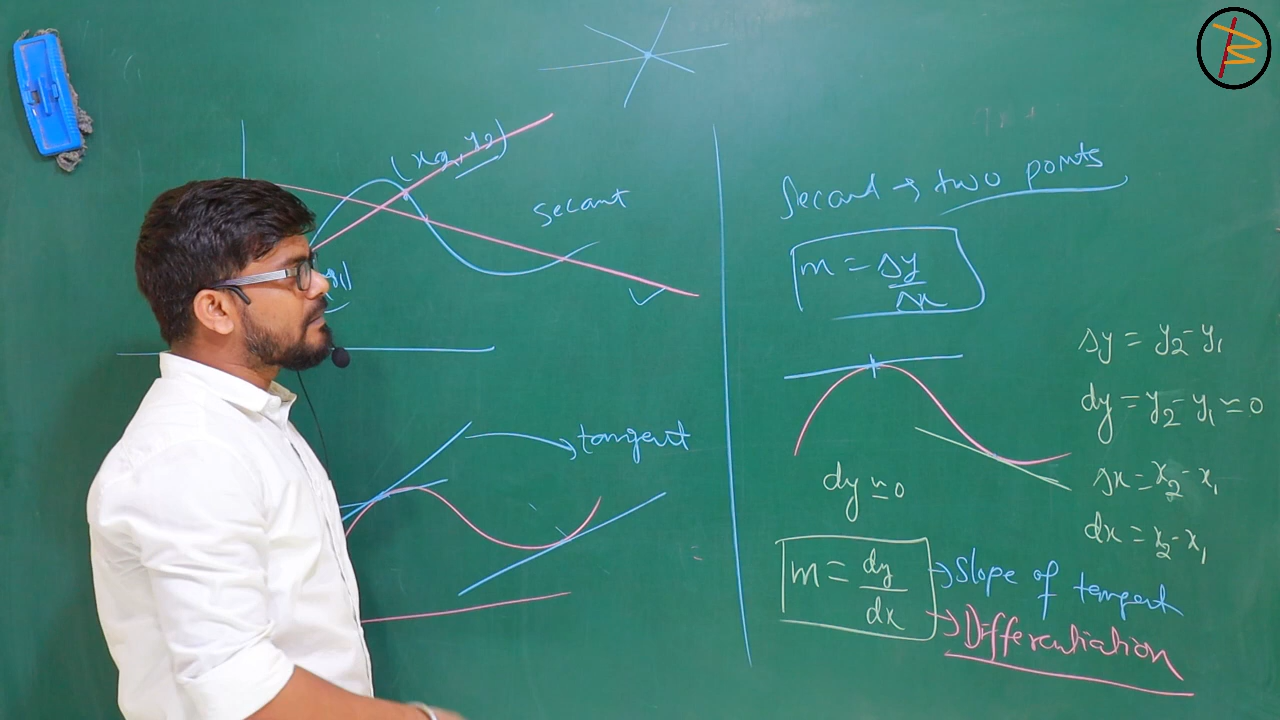 (x2, y2)
secant
tangent
Secant → two points
m = Δy/Δx
Δy = y2 - y1
dy = y2 - y1 ≃ 0
Δx = x2 - x1
dx = x2 - x1
dy ≃ 0
m = dy/dx
→ Slope of tangent
→ Differentiation